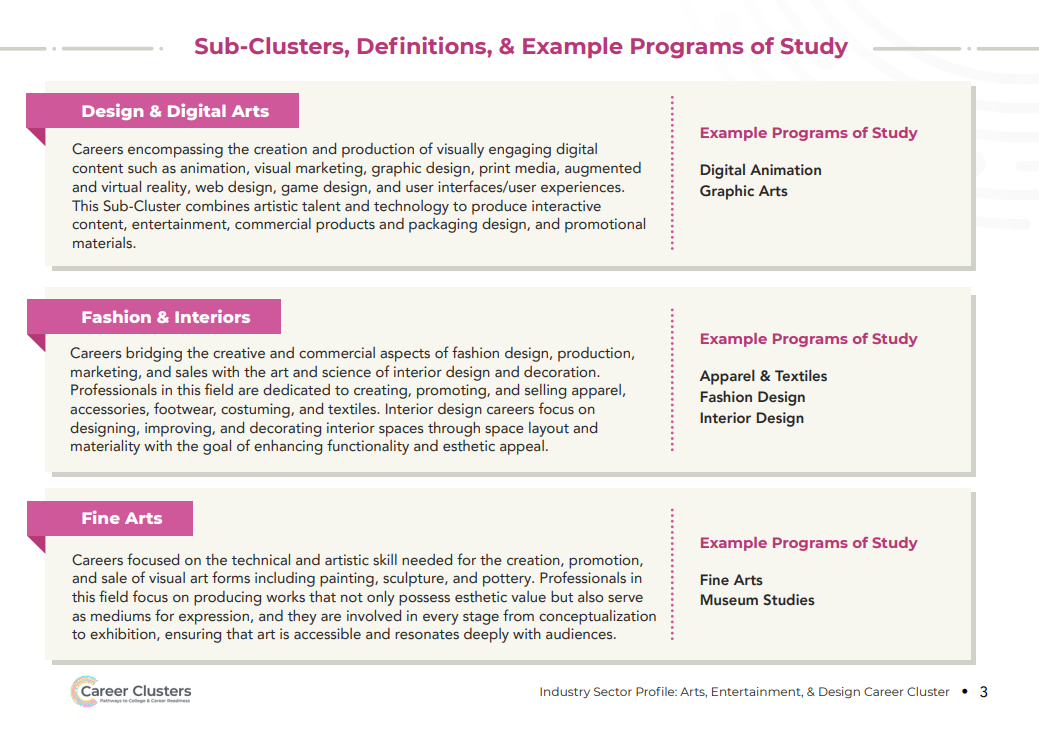 Sub-Clusters, Definitions, & Example Programs of Study
Design & Digital Arts
Careers encompassing the creation and production of visually engaging digital
content such as animation, visual marketing, graphic design, print media, augmented
and virtual reality, web design, game design, and user interfaces/user experiences.
This Sub-Cluster combines artistic talent and technology to produce interactive
content, entertainment, commercial products and packaging design, and promotional
materials.
Example Programs of Study
Digital Animation
Graphic Arts
Fashion & Interiors
Careers bridging the creative and commercial aspects of fashion design, production,
marketing, and sales with the art and science of interior design and decoration.
Professionals in this field are dedicated to creating, promoting, and selling apparel,
accessories, footwear, costuming, and textiles. Interior design careers focus on
designing, improving, and decorating interior spaces through space layout and
materiality with the goal of enhancing functionality and esthetic appeal.
Example Programs of Study
Apparel & Textiles
Fashion Design
Interior Design
Fine Arts
Careers focused on the technical and artistic skill needed for the creation, promotion,
and sale of visual art forms including painting, sculpture, and pottery. Professionals in
this field focus on producing works that not only possess esthetic value but also serve
as mediums for expression, and they are involved in every stage from conceptualization
to exhibition, ensuring that art is accessible and resonates deeply with audiences.
Example Programs of Study
Fine Arts
Museum Studies
Career Clusters
Pathways to College & Career Readiness
Industry Sector Profile: Arts, Entertainment, & Design Career Cluster • 3